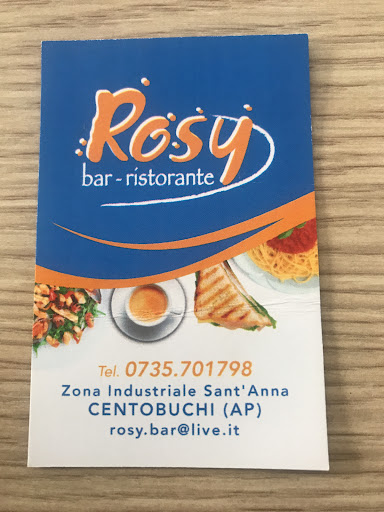 Rosy
bar - ristorante
Tel. 0735.701798
Zona Industriale Sant'Anna
CENTOBUCHI (AP)
rosy.bar@live.it